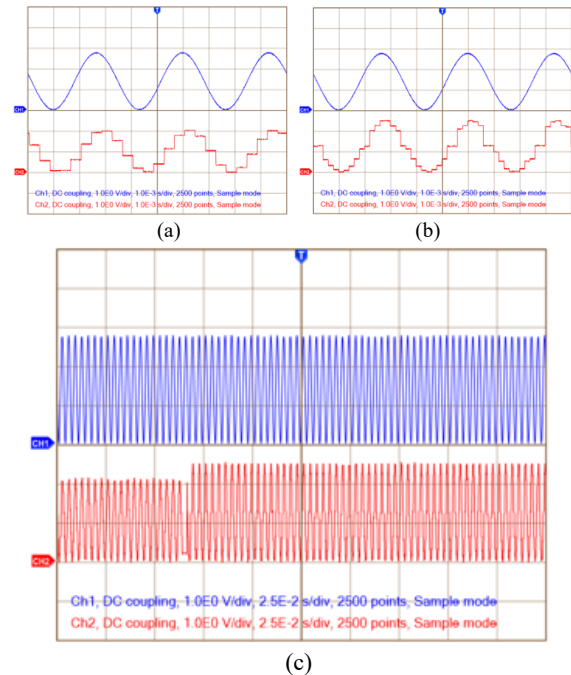 T
T
CH1
CH1
CH2
CH2
Ch1, DC coupling, 1.0E0 V/div, 1.0E-3 s/div, 2500 points, Sample mode
Ch2, DC coupling, 1.0E0 V/div, 1.0E-3 s/div, 2500 points, Sample mode
Ch1, DC coupling, 1.0E0 V/div, 1.0E-3 s/div, 2500 points, Sample mode
Ch2, DC coupling, 1.0E0 V/div, 1.0E-3 s/div, 2500 points, Sample mode
(a)
(b)
T
CH1
CH2
Ch1, DC coupling, 1.0E0 V/div, 2.5E-2 s/div, 2500 points, Sample mode
Ch2, DC coupling, 1.0E0 V/div, 2.5E-2 s/div, 2500 points, Sample mode
(c)